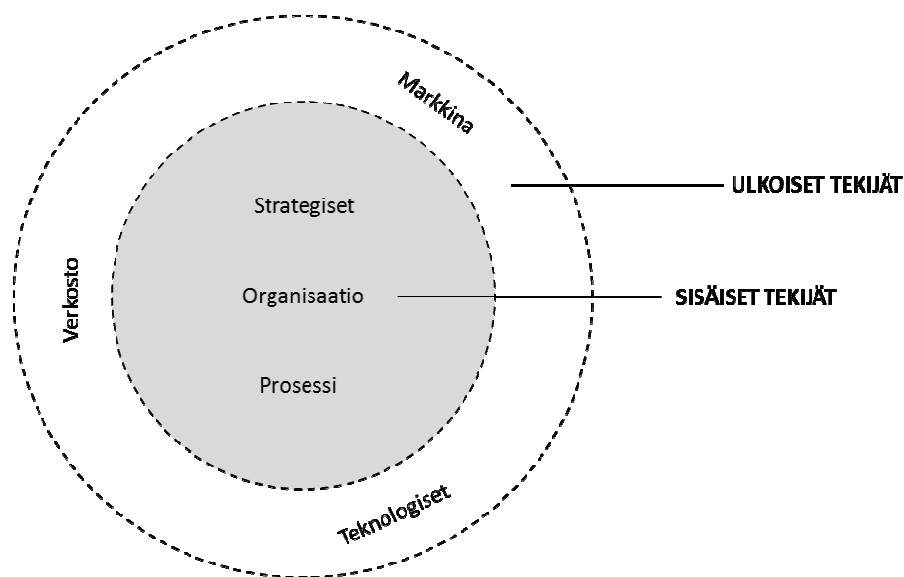 Markkina
ULKOISET TEKIJÄT
Strategiset
Verkosto
Organisaatio
SISÄISET TEKIJÄT
Prosessi
Teknologiset